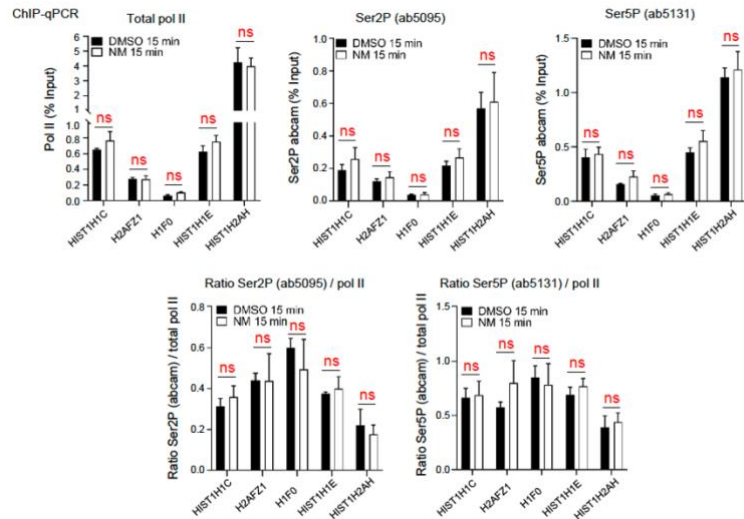 ChIP-qPCR
Total pol II
Pol II (% Input)
6
5
4
3
2
1
1.0
0.8
0.6
0.4
0.2
0.0
DMSO 15 min
NM 15 min
ns
ns
ns
ns
ns
HIST1H1C
H2AFZ1
H1F0
HIST1H1E
HIST1H2AH
Ser2P (ab5095)
Ser2P abcam (% Input)
1.0
0.8
0.6
0.4
0.2
0.0
DMSO 15 min
NM 15 min
ns
ns
ns
ns
ns
HIST1H1C
H2AFZ1
H1F0
HIST1H1E
HIST1H2AH
Ser5P (ab5131)
Ser5P abcam (% Input)
1.5
1.0
0.5
0.0
DMSO 15 min
NM 15 min
ns
ns
ns
ns
ns
HIST1H1C
H2AFZ1
H1F0
HIST1H1E
HIST1H2AH
Ratio Ser2P (ab5095) / pol II
Ratio Ser2P (abcam) / total pol II
0.8
0.6
0.4
0.2
0.0
DMSO 15 min
NM 15 min
ns
ns
ns
ns
ns
HIST1H1C
H2AFZ1
H1F0
HIST1H1E
HIST1H2AH
Ratio Ser5P (ab5131) / pol II
Ratio Ser5P (abcam) / total pol II
1.5
1.0
0.5
0.0
DMSO 15 min
NM 15 min
ns
ns
ns
ns
ns
HIST1H1C
H2AFZ1
H1F0
HIST1H1E
HIST1H2AH